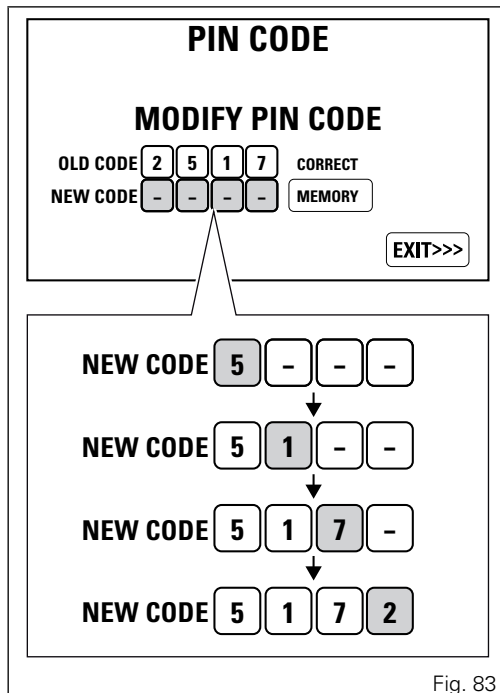 PIN CODE
MODIFY PIN CODE
OLD CODE 2 5 1 7 CORRECT
NEW CODE - - - - MEMORY
EXIT>>>
NEW CODE 5 - - -
NEW CODE 5 1 - -
NEW CODE 5 1 7 -
NEW CODE 5 1 7 2
Fig. 83